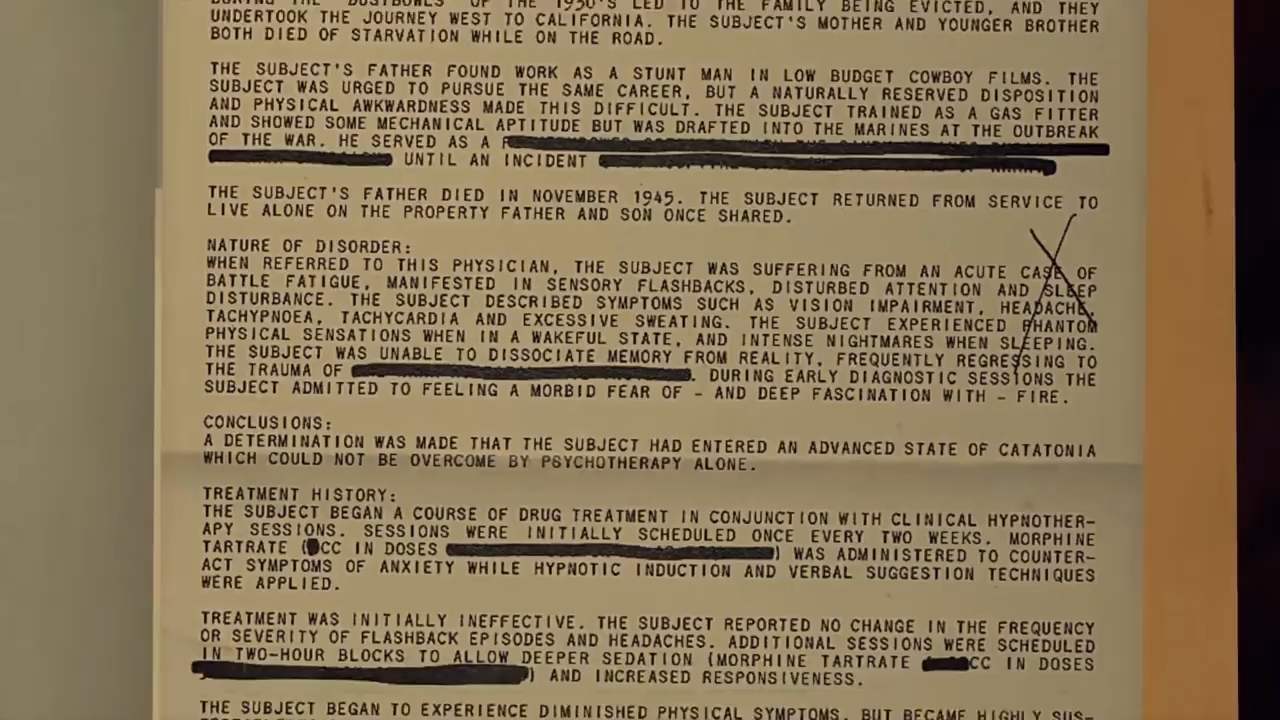 DURING THE "DUSTBOWLS" OF THE 1930'S LED TO THE FAMILY BEING EVICTED, AND THEY
UNDERTOOK THE JOURNEY WEST TO CALIFORNIA. THE SUBJECT'S MOTHER AND YOUNGER BROTHER
BOTH DIED OF STARVATION WHILE ON THE ROAD.
THE SUBJECT'S FATHER FOUND WORK AS A STUNT MAN IN LOW BUDGET COWBOY FILMS. THE
SUBJECT WAS URGED TO PURSUE THE SAME CAREER, BUT A NATURALLY RESERVED DISPOSITION
AND PHYSICAL AWKWARDNESS MADE THIS DIFFICULT. THE SUBJECT TRAINED AS A GAS FITTER
AND SHOWED SOME MECHANICAL APTITUDE BUT WAS DRAFTED INTO THE MARINES AT THE OUTBREAK
OF THE WAR. HE SERVED AS A
UNTIL AN INCIDENT
THE SUBJECT'S FATHER DIED IN NOVEMBER 1945. THE SUBJECT RETURNED FROM SERVICE TO
LIVE ALONE ON THE PROPERTY FATHER AND SON ONCE SHARED.
NATURE OF DISORDER:
WHEN REFERRED TO THIS PHYSICIAN, THE SUBJECT WAS SUFFERING FROM AN ACUTE CASE OF
BATTLE FATIGUE, MANIFESTED IN SENSORY FLASHBACKS, DISTURBED ATTENTION AND SLEEP
DISTURBANCE. THE SUBJECT DESCRIBED SYMPTOMS SUCH AS VISION IMPAIRMENT, HEADACHE,
TACHYPNOEA, TACHYCARDIA AND EXCESSIVE SWEATING. THE SUBJECT EXPERIENCED PHANTOM
PHYSICAL SENSATIONS WHEN IN A WAKEFUL STATE, AND INTENSE NIGHTMARES WHEN SLEEPING.
THE SUBJECT WAS UNABLE TO DISSOCIATE MEMORY FROM REALITY, FREQUENTLY REGRESSING TO
THE TRAUMA OF . DURING EARLY DIAGNOSTIC SESSIONS THE
SUBJECT ADMITTED TO FEELING A MORBID FEAR OF - AND DEEP FASCINATION WITH - FIRE.
CONCLUSIONS:
A DETERMINATION WAS MADE THAT THE SUBJECT HAD ENTERED AN ADVANCED STATE OF CATATONIA
WHICH COULD NOT BE OVERCOME BY PSYCHOTHERAPY ALONE.
TREATMENT HISTORY:
THE SUBJECT BEGAN A COURSE OF DRUG TREATMENT IN CONJUNCTION WITH CLINICAL HYPNOTHER-
APY SESSIONS. SESSIONS WERE INITIALLY SCHEDULED ONCE EVERY TWO WEEKS. MORPHINE
TARTRATE ( CC IN DOSES ) WAS ADMINISTERED TO COUNTER-
ACT SYMPTOMS OF ANXIETY WHILE HYPNOTIC INDUCTION AND VERBAL SUGGESTION TECHNIQUES
WERE APPLIED.
TREATMENT WAS INITIALLY INEFFECTIVE. THE SUBJECT REPORTED NO CHANGE IN THE FREQUENCY
OR SEVERITY OF FLASHBACK EPISODES AND HEADACHES. ADDITIONAL SESSIONS WERE SCHEDULED
IN TWO-HOUR BLOCKS TO ALLOW DEEPER SEDATION (MORPHINE TARTRATE CC IN DOSES
) AND INCREASED RESPONSIVENESS.
THE SUBJECT BEGAN TO EXPERIENCE DIMINISHED PHYSICAL SYMPTOMS, BUT BECAME HIGHLY SUS-